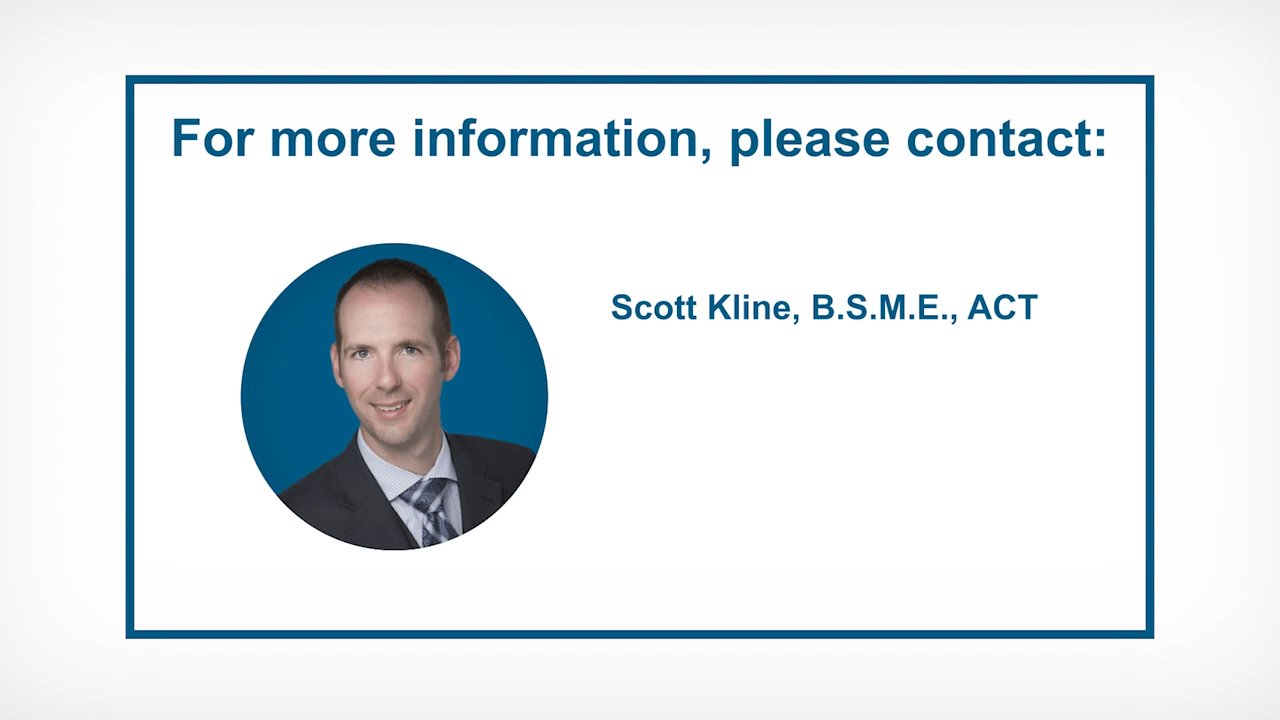 For more information, please contact:
Scott Kline, B.S.M.E., ACT